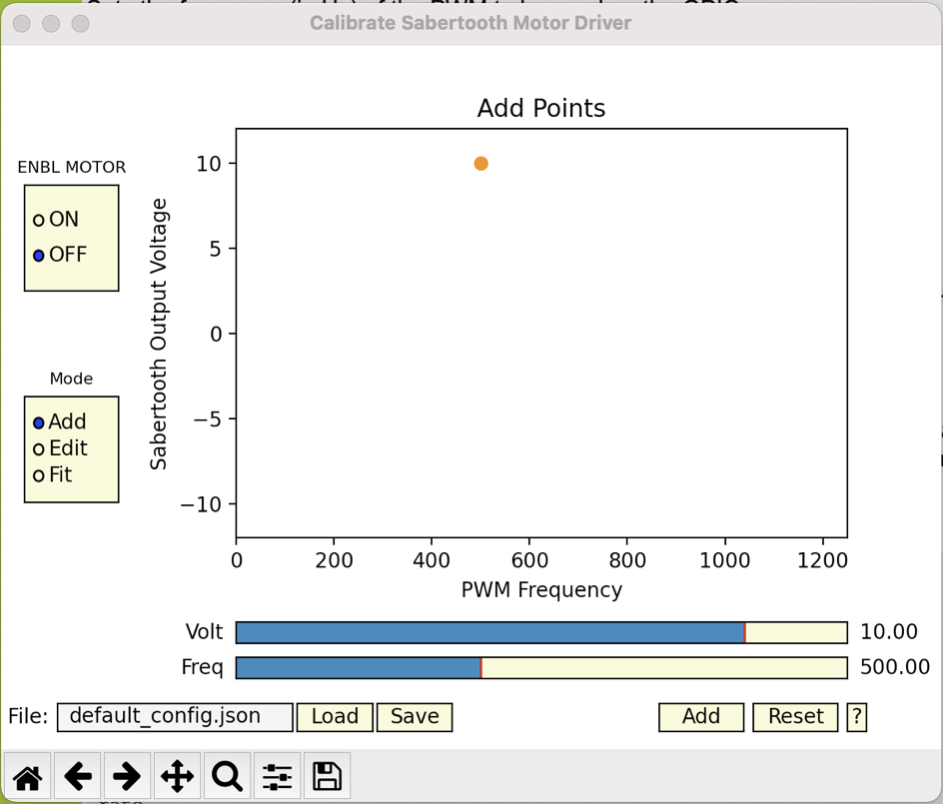 Calibrate Sabertooth Motor Driver
Add Points
ENBL MOTOR
ON
OFF
Mode
Add
Edit
Fit
Sabertooth Output Voltage
10
5
0
−5
−10
0 200 400 600 800 1000 1200
PWM Frequency
Volt 10.00
Freq 500.00
File: default_config.json Load Save Add Reset ?